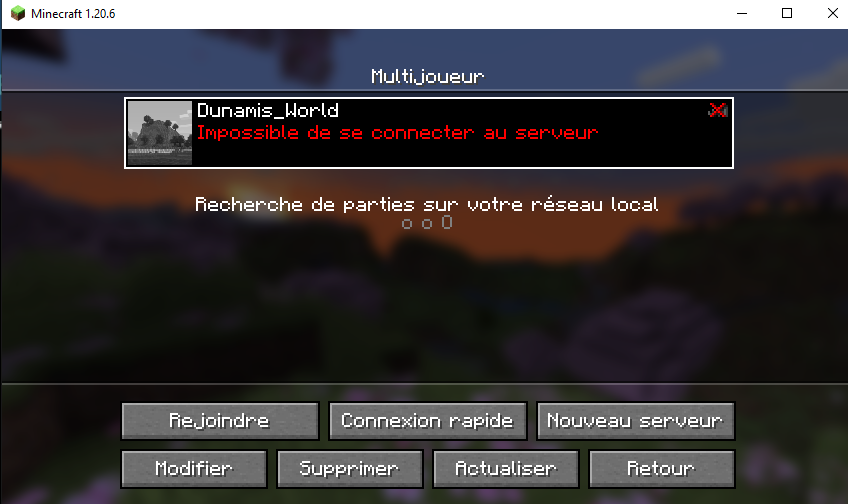 Minecraft 1.20.6
Multijoueur
Dunamis_World
Impossible de se connecter au serveur
Recherche de parties sur votre réseau local
o o O
Rejoindre
Connexion rapide
Nouveau serveur
Modifier
Supprimer
Actualiser
Retour